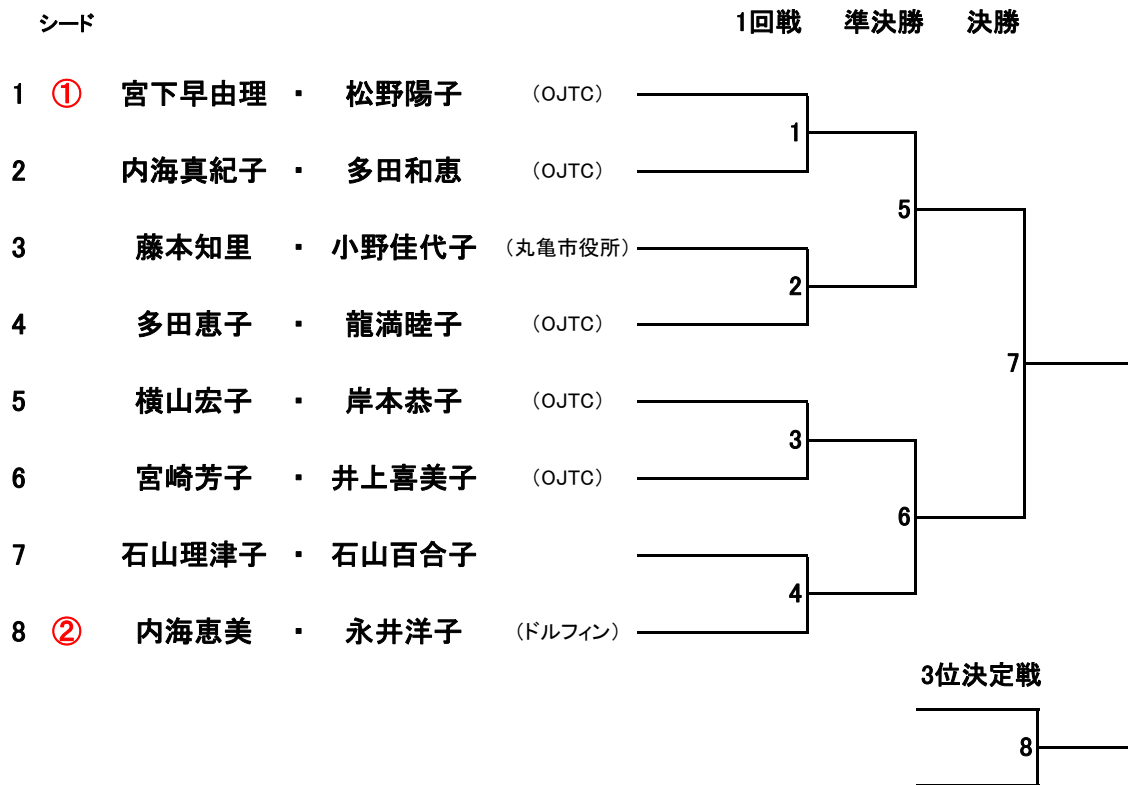 シード 1回戦 準決勝 決勝
1 ① 宮下早由理 ・ 松野陽子 (OJTC)
1
2 内海真紀子 ・ 多田和恵 (OJTC)
5
3 藤本知里 ・ 小野佳代子 (丸亀市役所)
2
4 多田恵子 ・ 龍満睦子 (OJTC)
7
5 横山宏子 ・ 岸本恭子 (OJTC)
3
6 宮崎芳子 ・ 井上喜美子 (OJTC)
6
7 石山理津子 ・ 石山百合子
4
8 ② 内海恵美 ・ 永井洋子 (ドルフィン)
3位決定戦
8